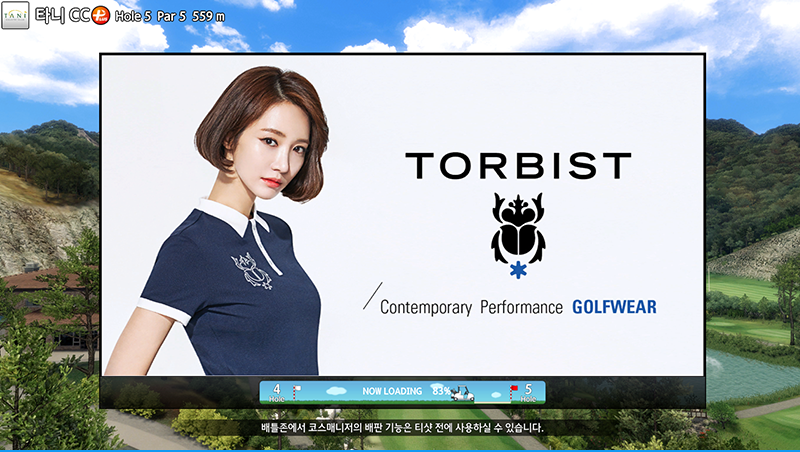 TANI
타니 CC
Hole 5 Par 5 559 m
TORBIST
Contemporary Performance GOLFWEAR
4
Hole
NOW LOADING 83%
5
Hole
배틀존에서 코스매니저의 배판 기능은 티샷 전에 사용하실 수 있습니다.